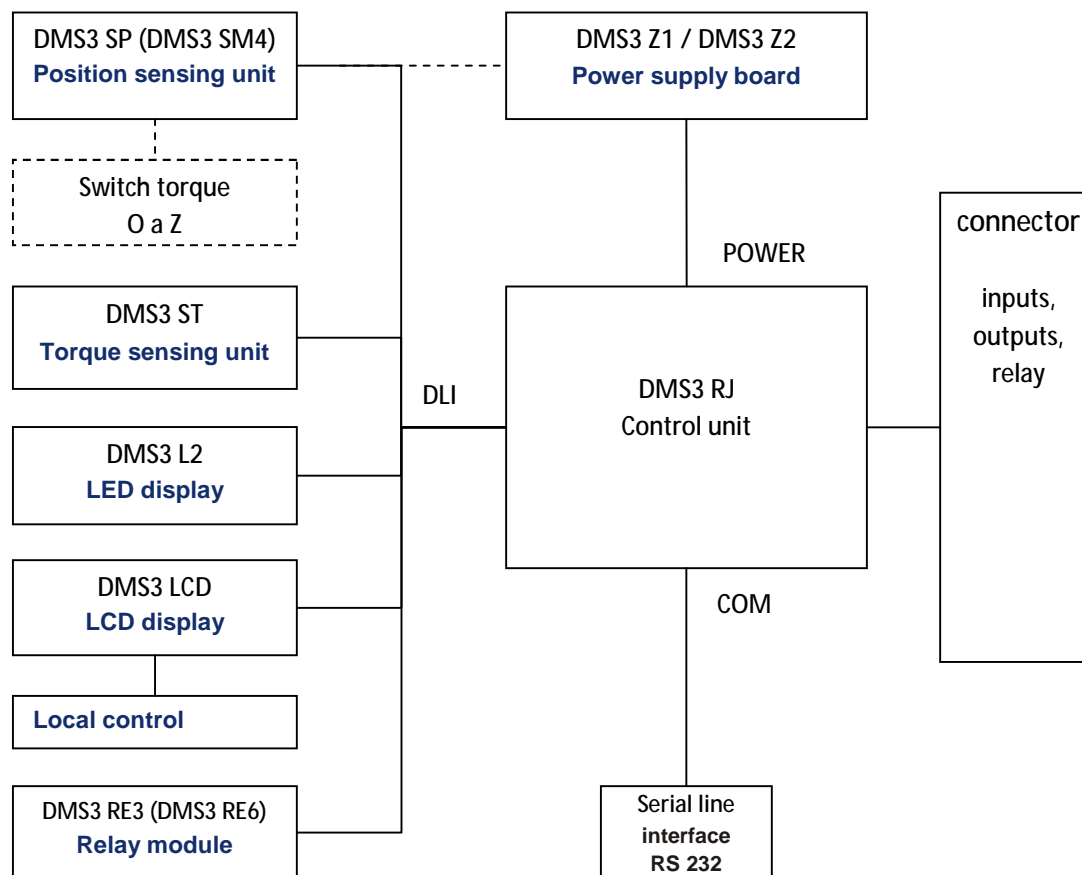 DMS3 SP (DMS3 SM4)
Position sensing unit
DMS3 Z1 / DMS3 Z2
Power supply board
Switch torque
O a Z
connector
inputs,
outputs,
relay
POWER
DMS3 ST
Torque sensing unit
DLI
DMS3 RJ
Control unit
DMS3 L2
LED display
DMS3 LCD
LCD display
COM
Local control
DMS3 RE3 (DMS3 RE6)
Relay module
Serial line
interface
RS 232